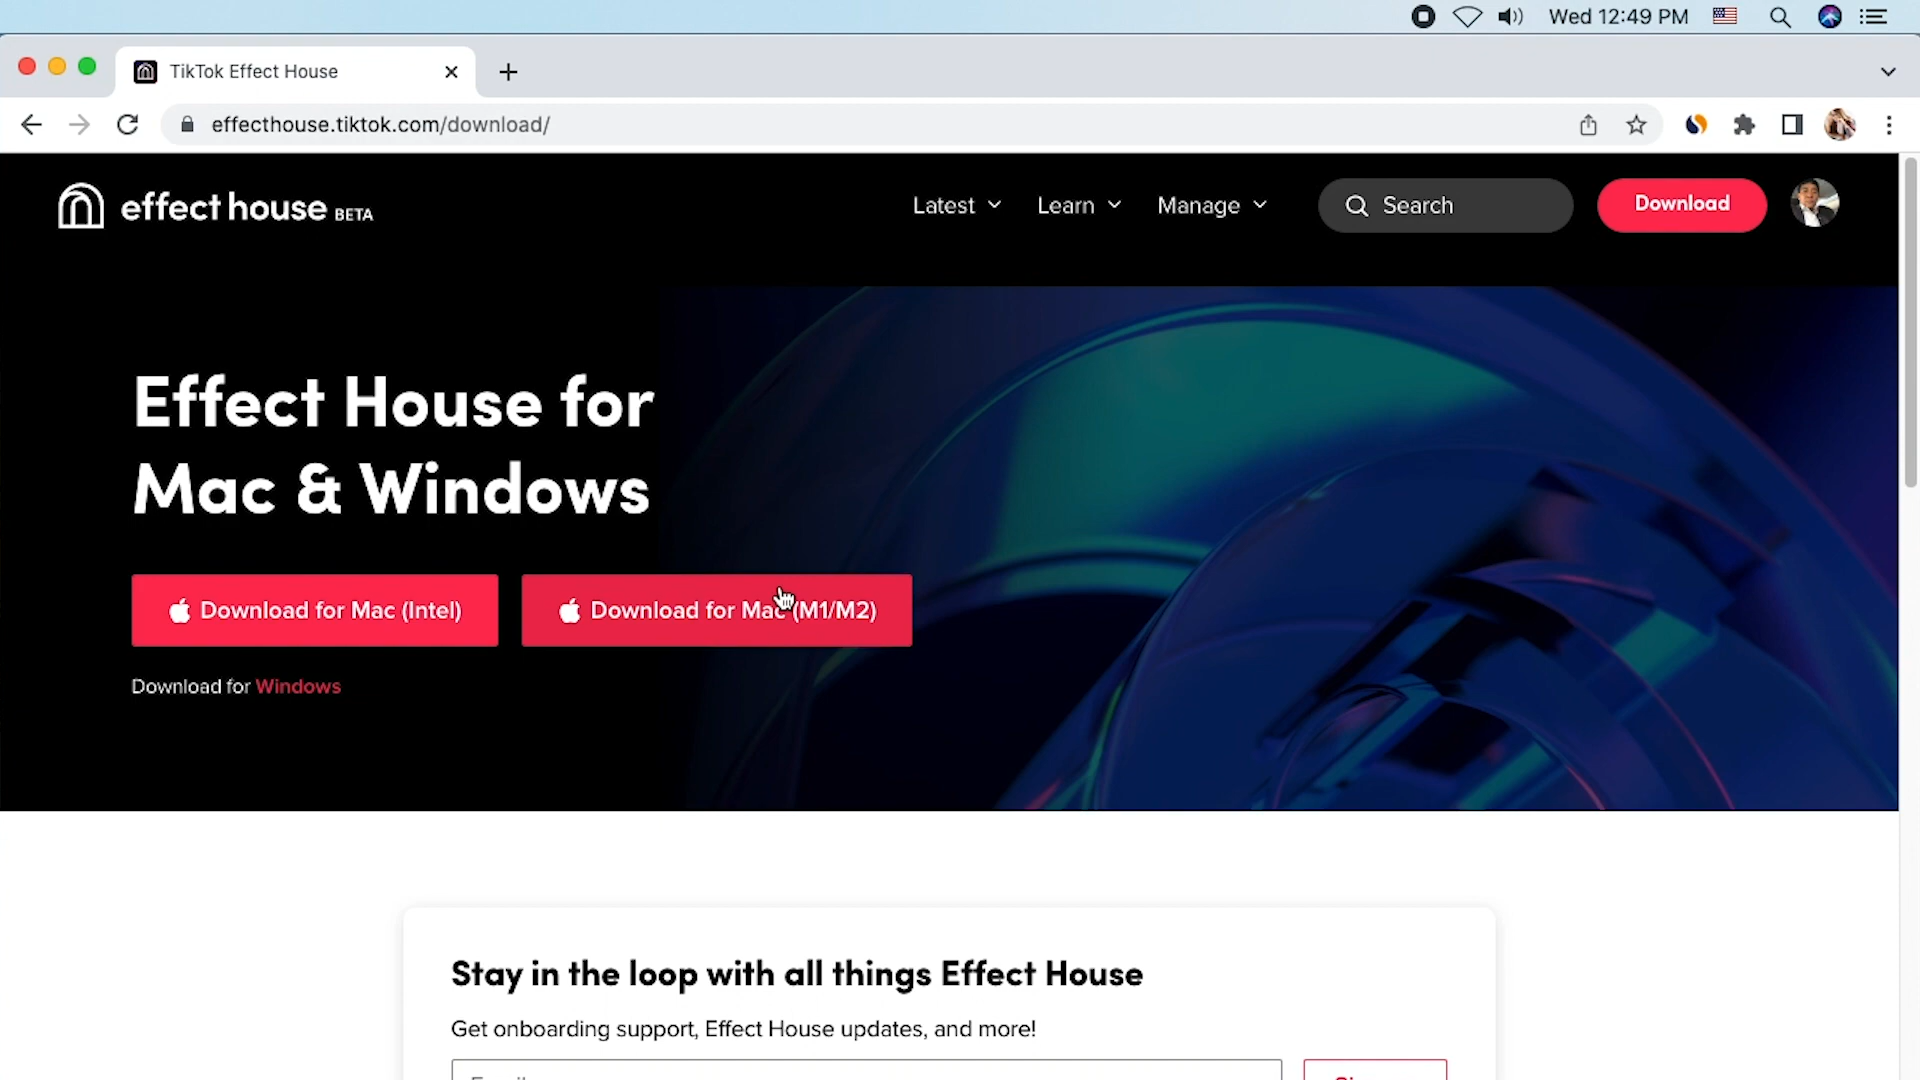 Wed 12:49 PM
TikTok Effect House
effecthouse.tiktok.com/download/
effect house BETA
Latest
Learn
Manage
Search
Download
Effect House for
Mac & Windows
Download for Mac (Intel)
Download for Mac (M1/M2)
Download for Windows
Stay in the loop with all things Effect House
Get onboarding support, Effect House updates, and more!